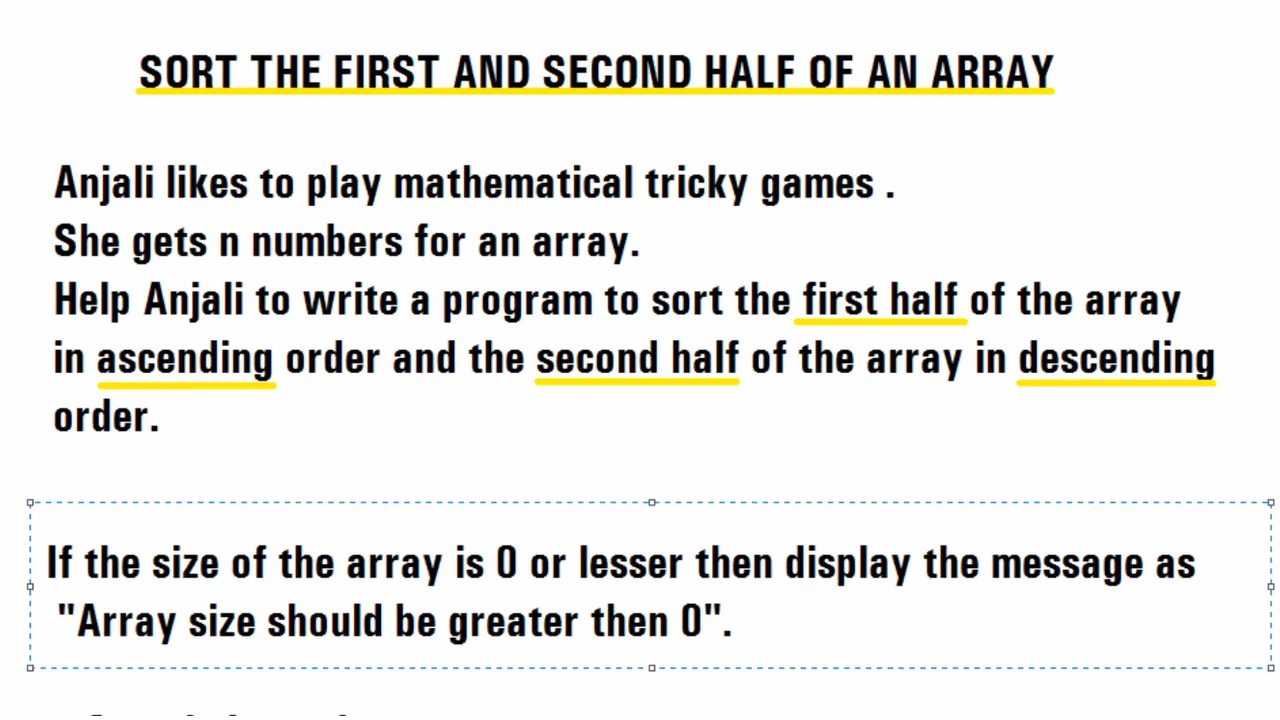 SORT THE FIRST AND SECOND HALF OF AN ARRAY
Anjali likes to play mathematical tricky games .
She gets n numbers for an array.
Help Anjali to write a program to sort the first half of the array
in ascending order and the second half of the array in descending
order.
If the size of the array is 0 or lesser then display the message as
"Array size should be greater then 0".